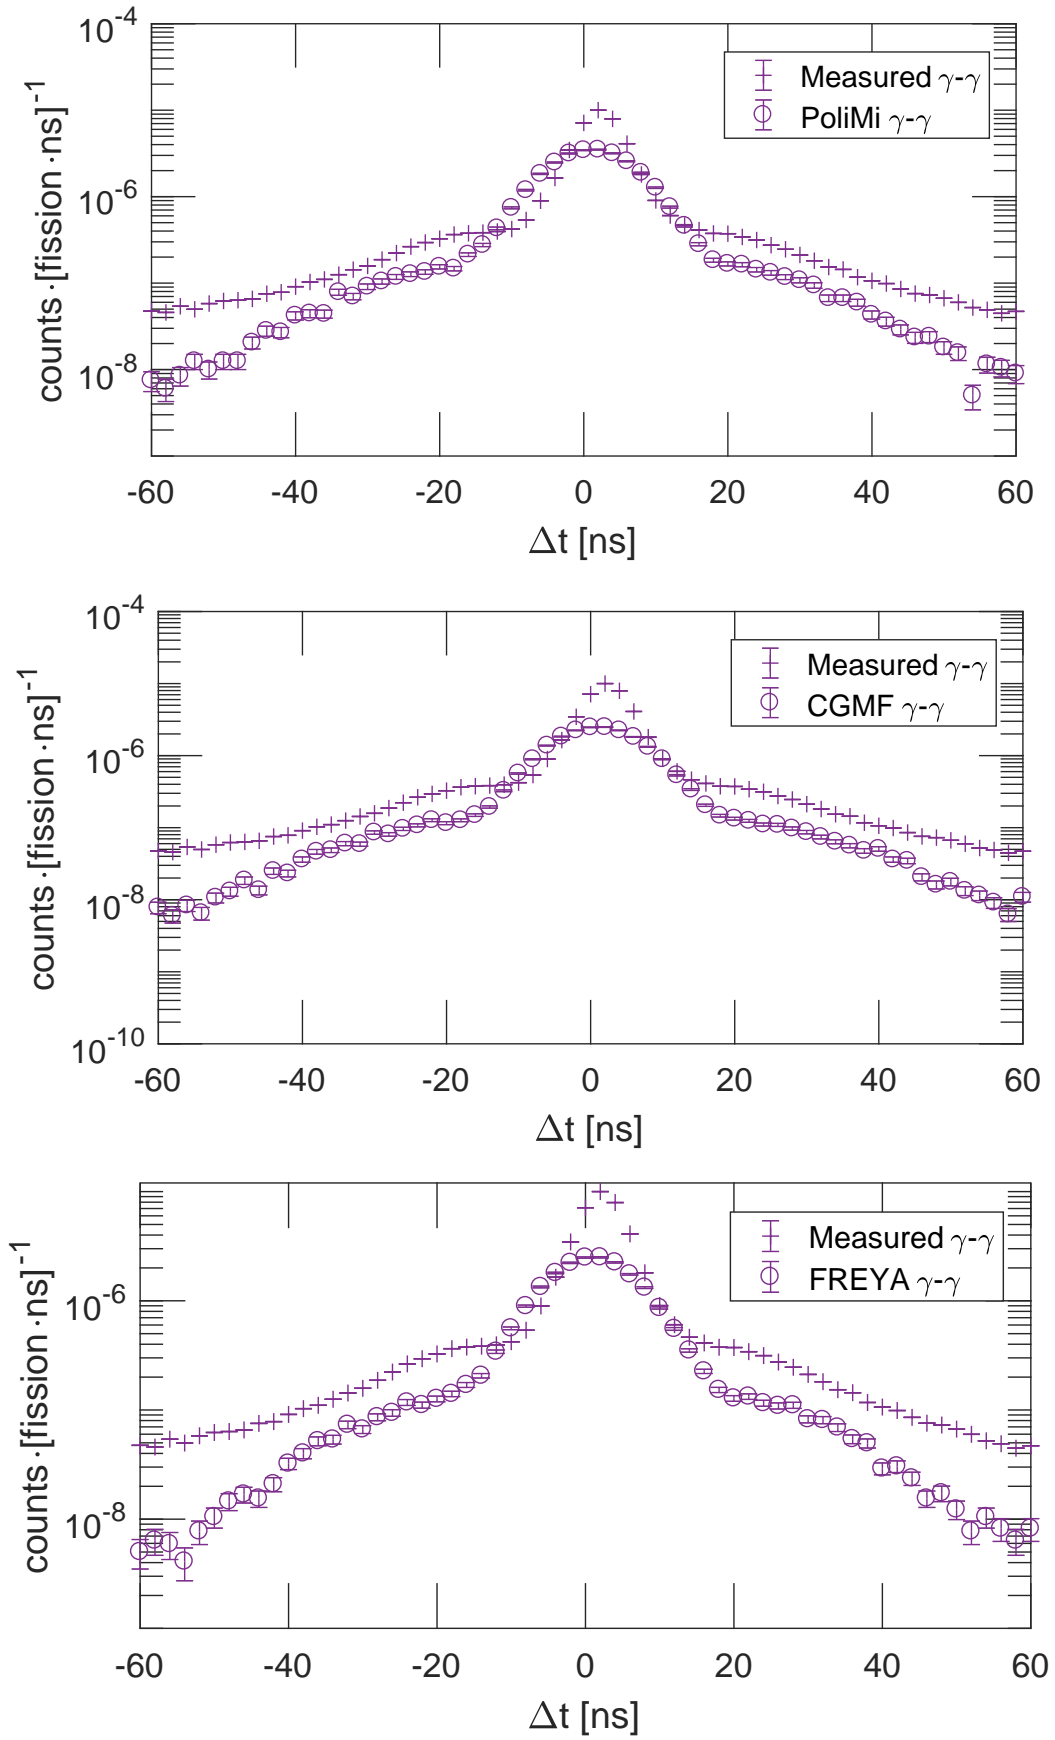 10^-4
10^-6
10^-8
counts·[fission·ns]^-1
Measured γ-γ
PoliMi γ-γ
-60 -40 -20 0 20 40 60
Δt [ns]
10^-4
10^-6
10^-8
10^-10
counts·[fission·ns]^-1
Measured γ-γ
CGMF γ-γ
-60 -40 -20 0 20 40 60
Δt [ns]
10^-6
10^-8
counts·[fission·ns]^-1
Measured γ-γ
FREYA γ-γ
-60 -40 -20 0 20 40 60
Δt [ns]